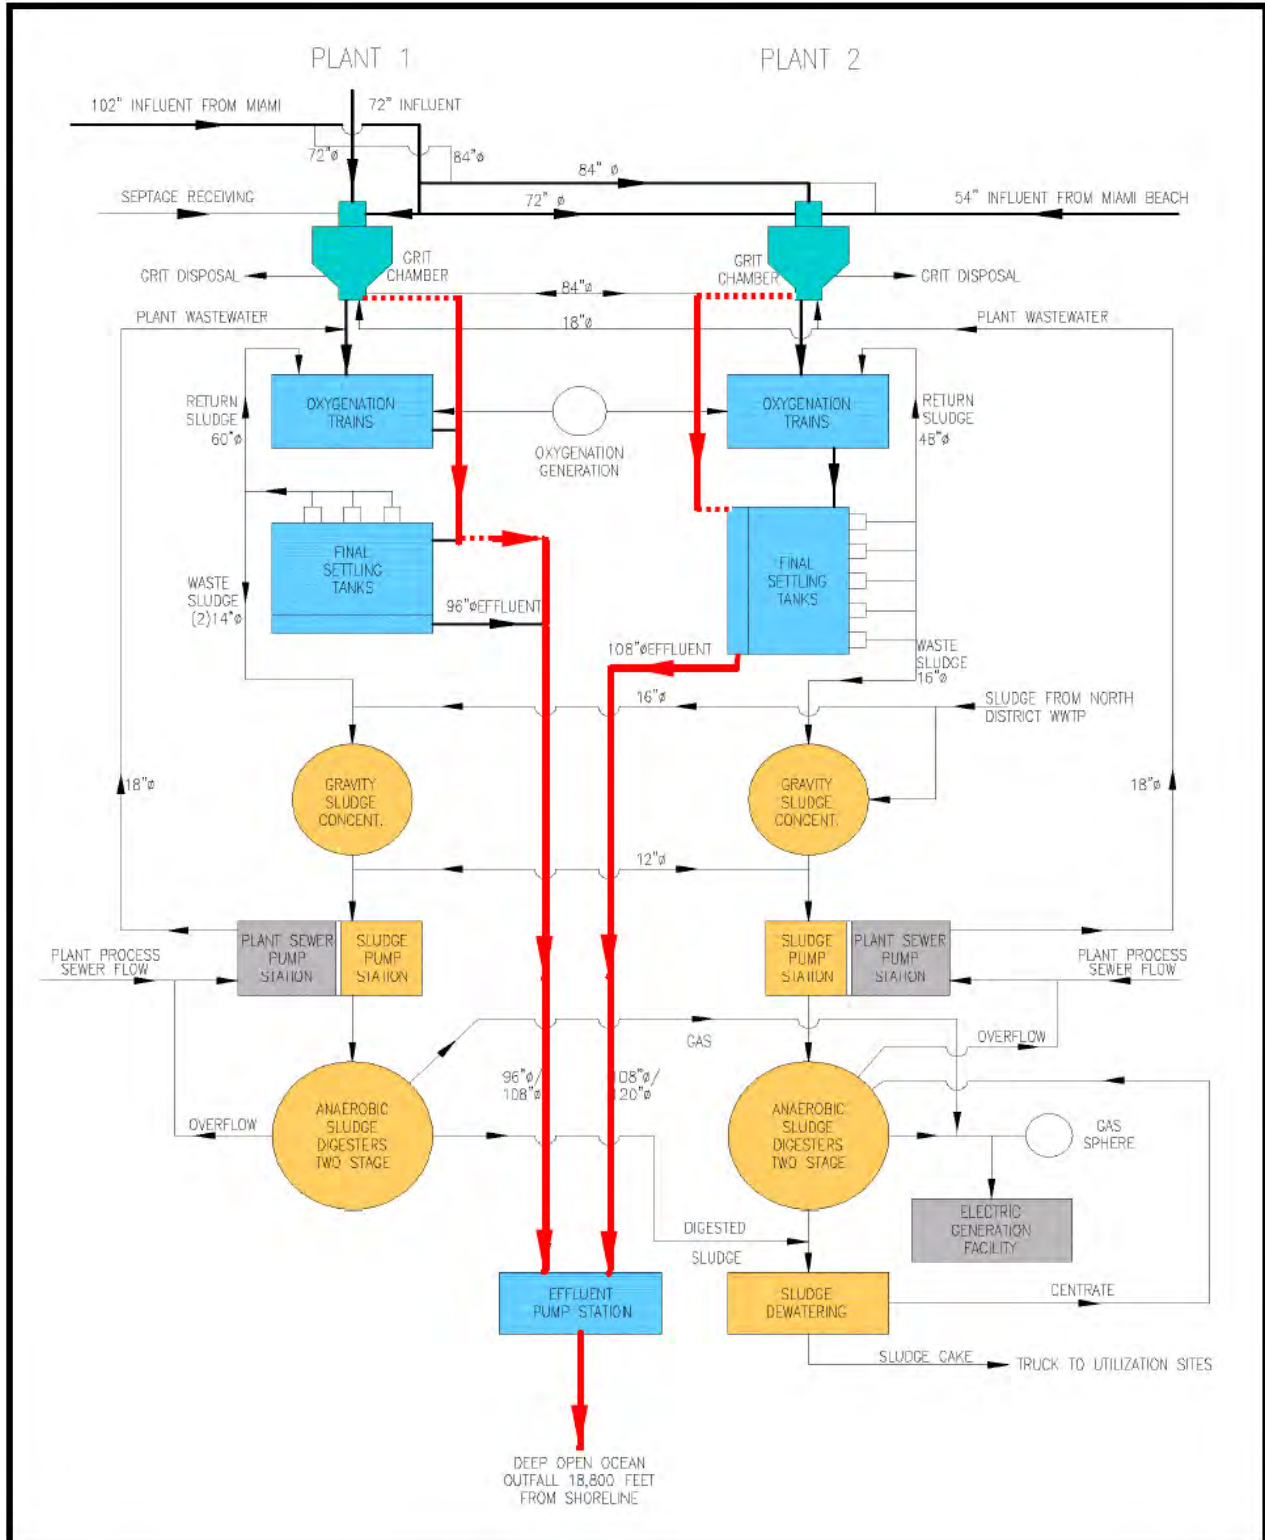 PLANT 1
PLANT 2
102" INFLUENT FROM MIAMI
72" INFLUENT
72"ø
84"ø
84" ø
SEPTAGE RECEIVING
72" ø
54" INFLUENT FROM MIAMI BEACH
GRIT
CHAMBER
GRIT
CHAMBER
GRIT DISPOSAL
GRIT DISPOSAL
84"ø
PLANT WASTEWATER
18"ø
PLANT WASTEWATER
RETURN
SLUDGE
60"ø
OXYGENATION
TRAINS
OXYGENATION
GENERATION
OXYGENATION
TRAINS
RETURN
SLUDGE
48"ø
FINAL
SETTLING
TANKS
FINAL
SETTLING
TANKS
WASTE
SLUDGE
(2)14"ø
96"øEFFLUENT
108"øEFFLUENT
WASTE
SLUDGE
16"ø
16"ø
SLUDGE FROM NORTH
DISTRICT WWTP
18"ø
GRAVITY
SLUDGE
CONCENT.
GRAVITY
SLUDGE
CONCENT.
18"ø
12"ø
PLANT PROCESS
SEWER FLOW
PLANT SEWER
PUMP
STATION
SLUDGE
PUMP
STATION
SLUDGE
PUMP
STATION
PLANT SEWER
PUMP
STATION
PLANT PROCESS
SEWER FLOW
GAS
OVERFLOW
96"ø/
108"ø
108"ø/
120"ø
OVERFLOW
ANAEROBIC
SLUDGE
DIGESTERS
TWO STAGE
ANAEROBIC
SLUDGE
DIGESTERS
TWO STAGE
GAS
SPHERE
DIGESTED
SLUDGE
ELECTRIC
GENERATION
FACILITY
EFFLUENT
PUMP STATION
SLUDGE
DEWATERING
CENTRATE
SLUDGE CAKE
TRUCK TO UTILIZATION SITES
DEEP OPEN OCEAN
OUTFALL 18,800 FEET
FROM SHORELINE